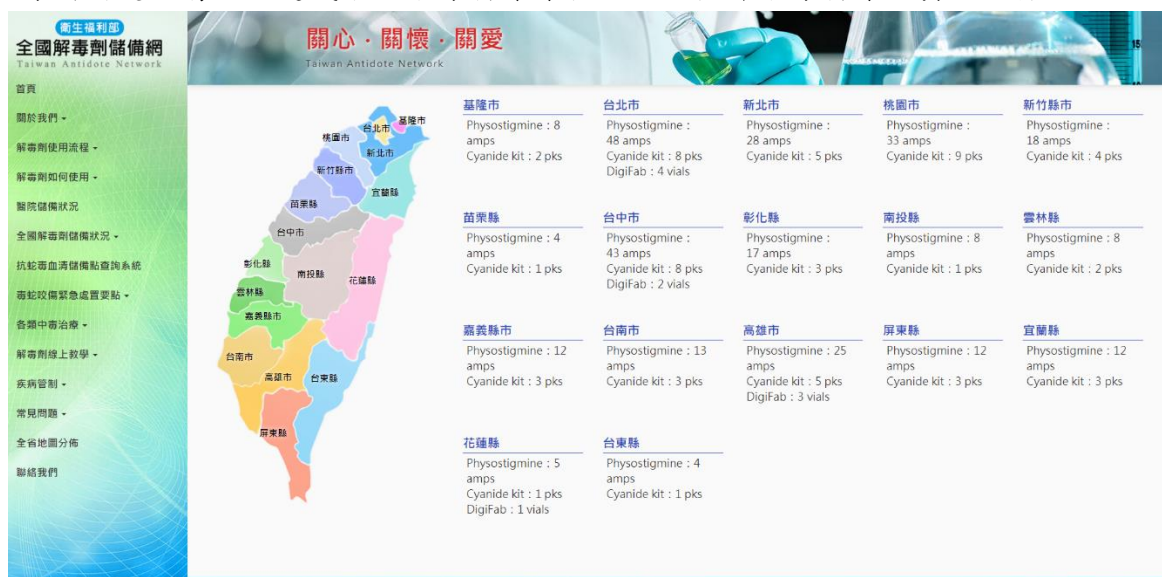 衛生福利部
全國解毒劑儲備網
Taiwan Antidote Network
首頁
關於我們
解毒劑使用流程
解毒劑如何使用
醫院儲備狀況
全國解毒劑儲備狀況
抗蛇毒血清儲備點查詢系統
毒蛇咬傷緊急處置要點
各類中毒治療
解毒劑線上教學
疾病管制
常見問題
全省地圖分佈
聯絡我們
關心·關懷·關愛
Taiwan Antidote Network
15
台北市
基隆市
桃園市
新北市
新竹縣市
宜蘭縣
苗栗縣
台中市
彰化縣
南投縣
花蓮縣
雲林縣
嘉義縣市
台南市
高雄市
台東縣
屏東縣
基隆市
Physostigmine : 8
amps
Cyanide kit : 2 pks
台北市
Physostigmine :
48 amps
Cyanide kit : 8 pks
DigiFab : 4 vials
新北市
Physostigmine :
28 amps
Cyanide kit : 5 pks
桃園市
Physostigmine :
33 amps
Cyanide kit : 9 pks
新竹縣市
Physostigmine :
18 amps
Cyanide kit : 4 pks
苗栗縣
Physostigmine : 4
amps
Cyanide kit : 1 pks
台中市
Physostigmine :
43 amps
Cyanide kit : 8 pks
DigiFab : 2 vials
彰化縣
Physostigmine :
17 amps
Cyanide kit : 3 pks
南投縣
Physostigmine : 8
amps
Cyanide kit : 1 pks
雲林縣
Physostigmine : 8
amps
Cyanide kit : 2 pks
嘉義縣市
Physostigmine : 12
amps
Cyanide kit : 3 pks
台南市
Physostigmine : 13
amps
Cyanide kit : 3 pks
高雄市
Physostigmine : 25
amps
Cyanide kit : 5 pks
DigiFab : 3 vials
屏東縣
Physostigmine : 12
amps
Cyanide kit : 3 pks
宜蘭縣
Physostigmine : 12
amps
Cyanide kit : 3 pks
花蓮縣
Physostigmine : 5
amps
Cyanide kit : 1 pks
DigiFab : 1 vials
台東縣
Physostigmine : 4
amps
Cyanide kit : 1 pks